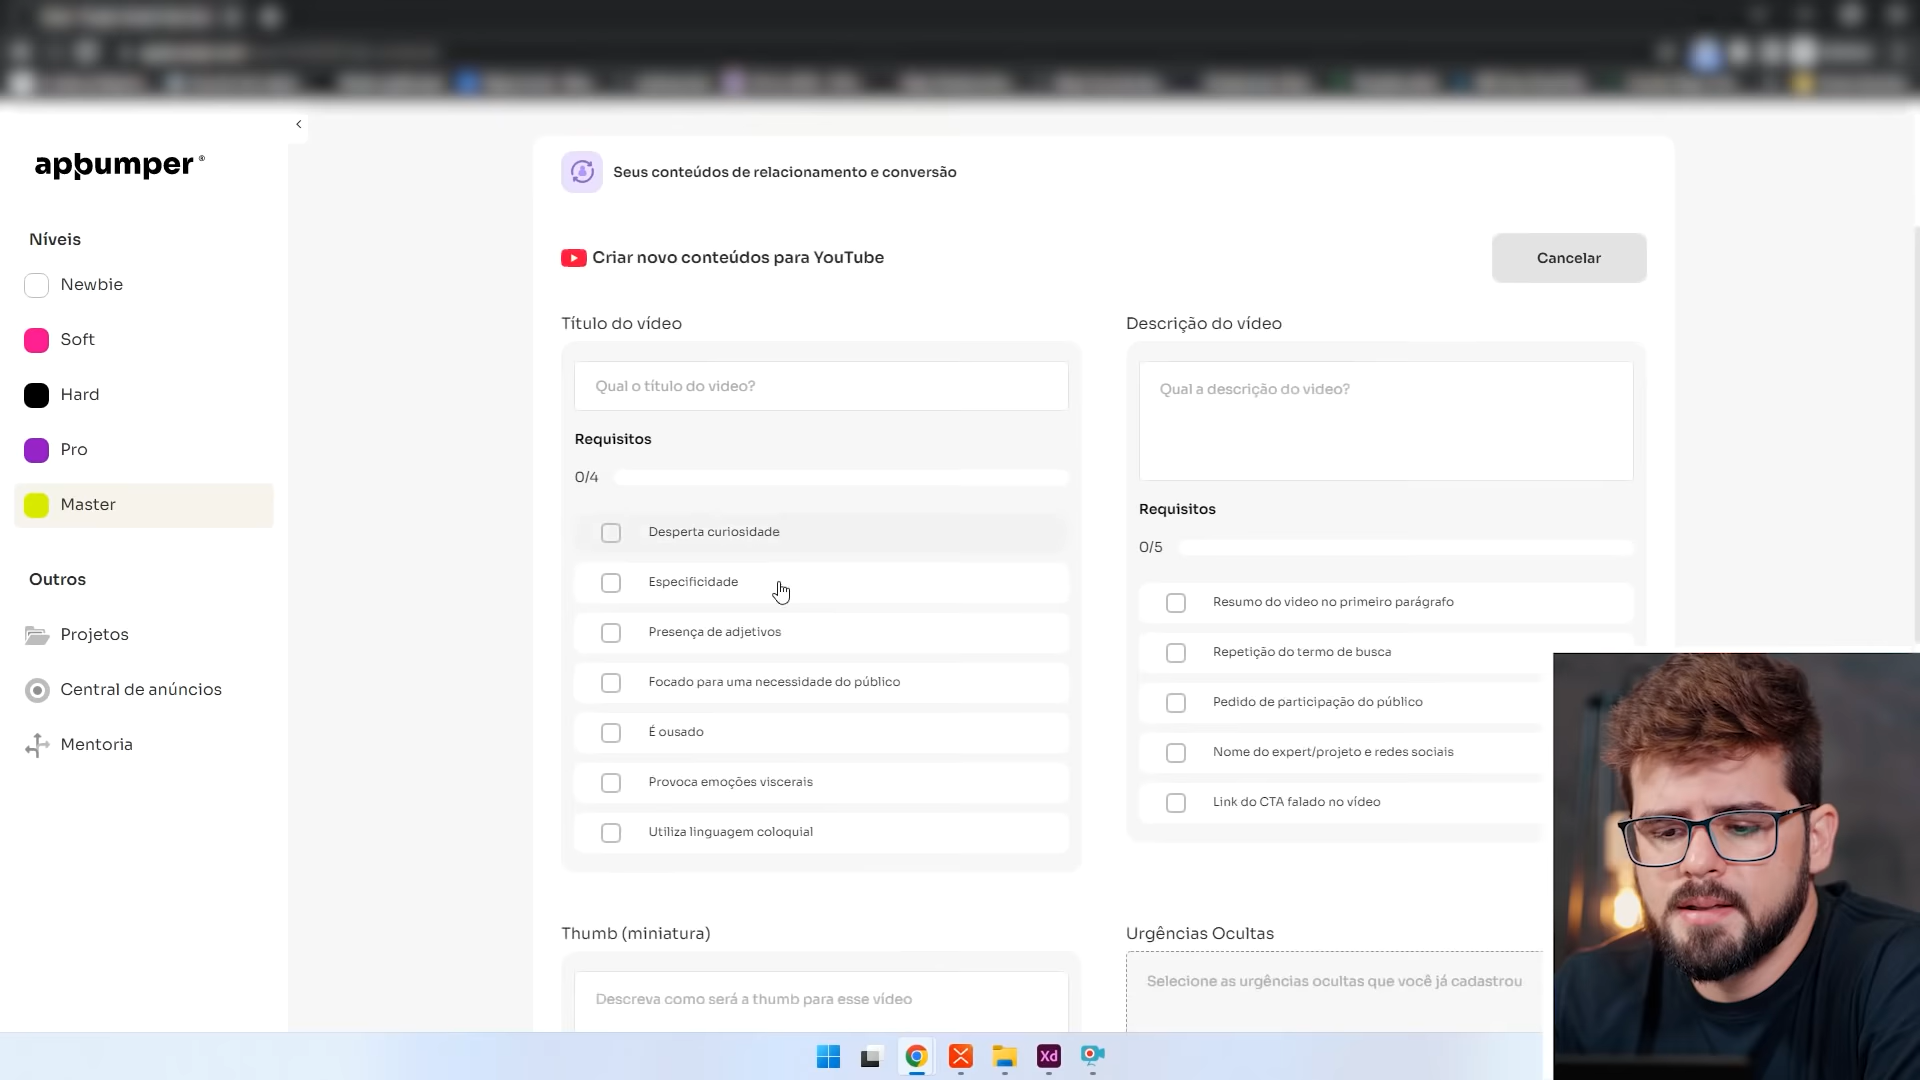 apbumper®
Níveis
Newbie
Soft
Hard
Pro
Master
Outros
Projetos
Central de anúncios
Mentoria
Seus conteúdos de relacionamento e conversão
Criar novo conteúdos para YouTube
Cancelar
Título do vídeo
Qual o título do video?
Requisitos
0/4
Desperta curiosidade
Especificidade
Presença de adjetivos
Focado para uma necessidade do público
É ousado
Provoca emoções viscerais
Utiliza linguagem coloquial
Descrição do vídeo
Qual a descrição do video?
Requisitos
0/5
Resumo do video no primeiro parágrafo
Repetição do termo de busca
Pedido de participação do público
Nome do expert/projeto e redes sociais
Link do CTA falado no vídeo
Thumb (miniatura)
Descreva como será a thumb para esse vídeo
Urgências Ocultas
Selecione as urgências ocultas que você já cadastrou
Xd